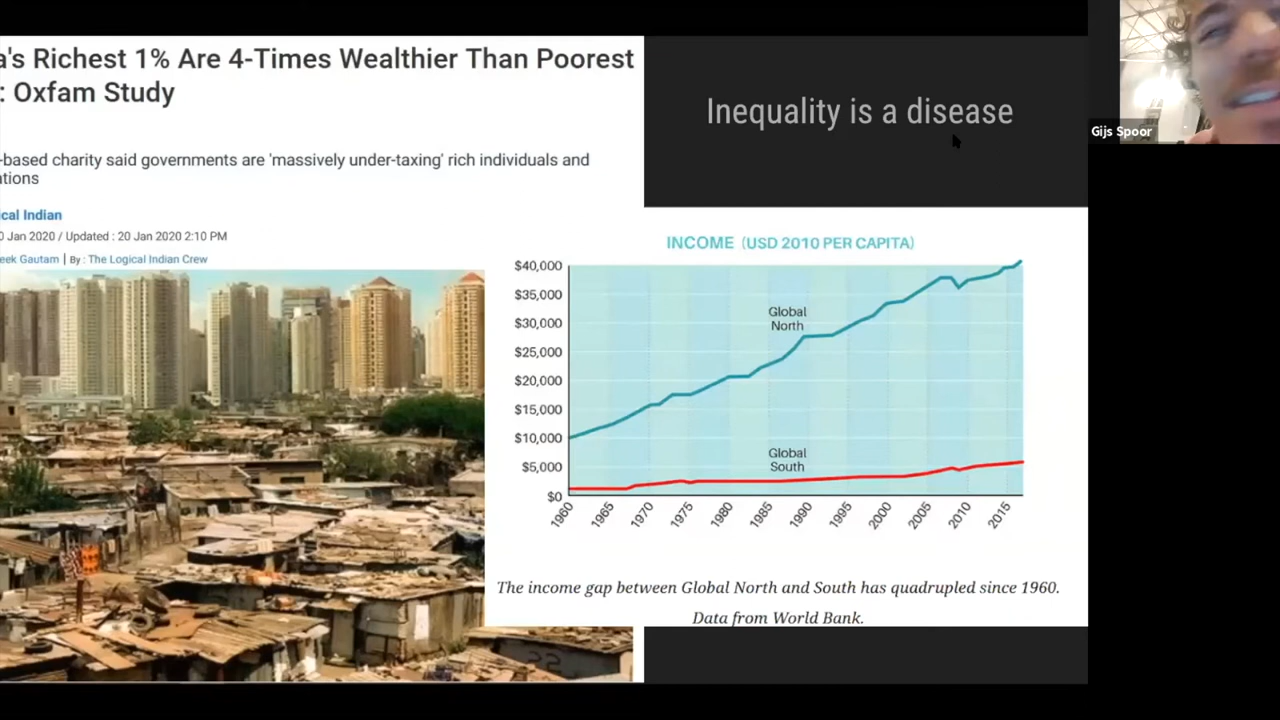 a's Richest 1% Are 4-Times Wealthier Than Poorest
: Oxfam Study
-based charity said governments are 'massively under-taxing' rich individuals and
ations
ical Indian
0 Jan 2020 / Updated : 20 Jan 2020 2:10 PM
eek Gautam | By : The Logical Indian Crew
Inequality is a disease
Gijs Spoor
INCOME (USD 2010 PER CAPITA)
$40,000
$35,000
$30,000
$25,000
$20,000
$15,000
$10,000
$5,000
$0
Global
North
Global
South
1960 1965 1970 1975 1980 1985 1990 1995 2000 2005 2010 2015
The income gap between Global North and South has quadrupled since 1960.
Data from World Bank.